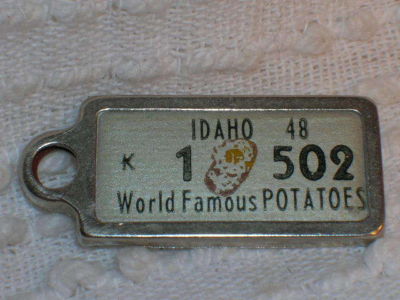 IDAHO 48
K 1 502
World Famous POTATOES